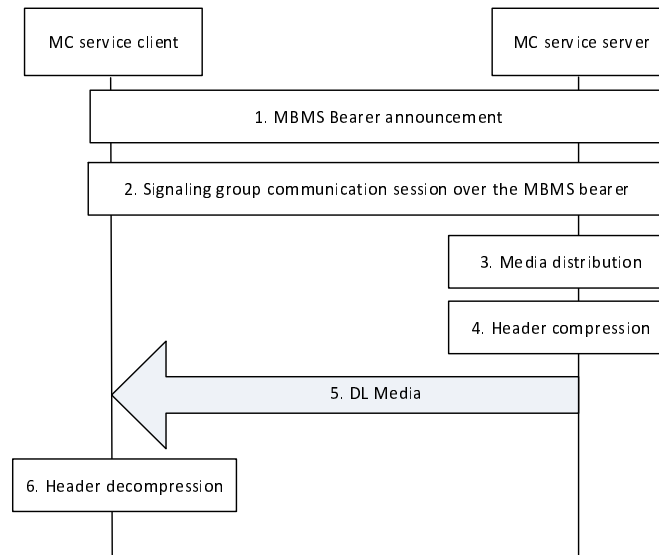 MC service client
MC service server
1. MBMS Bearer announcement
2. Signaling group communication session over the MBMS bearer
3. Media distribution
4. Header compression
5. DL Media
6. Header decompression